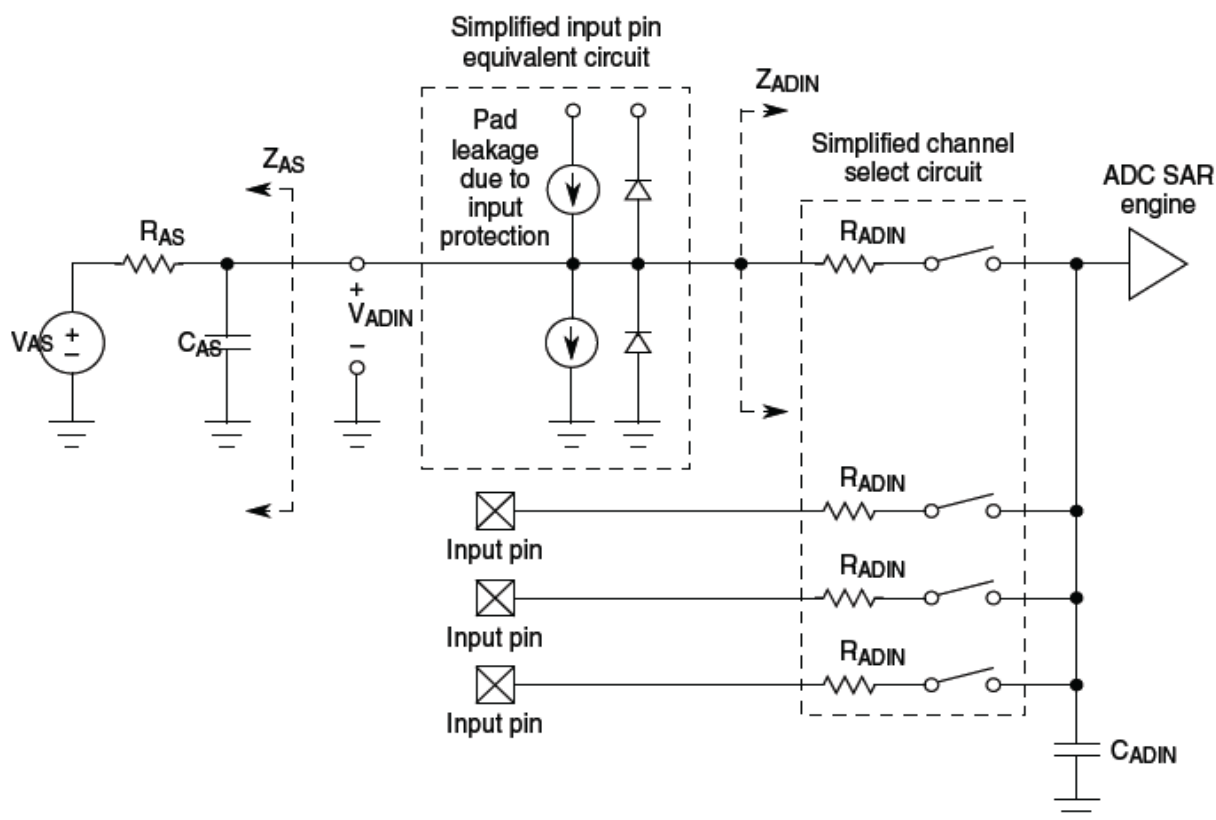 Simplified input pin
equivalent circuit
Pad
leakage
due to
input
protection
ZADIN
Simplified channel
select circuit
ADC SAR
engine
ZAS
RAS
RADIN
VAS
+
–
CAS
+
VADIN
–
RADIN
Input pin
RADIN
Input pin
RADIN
Input pin
CADIN